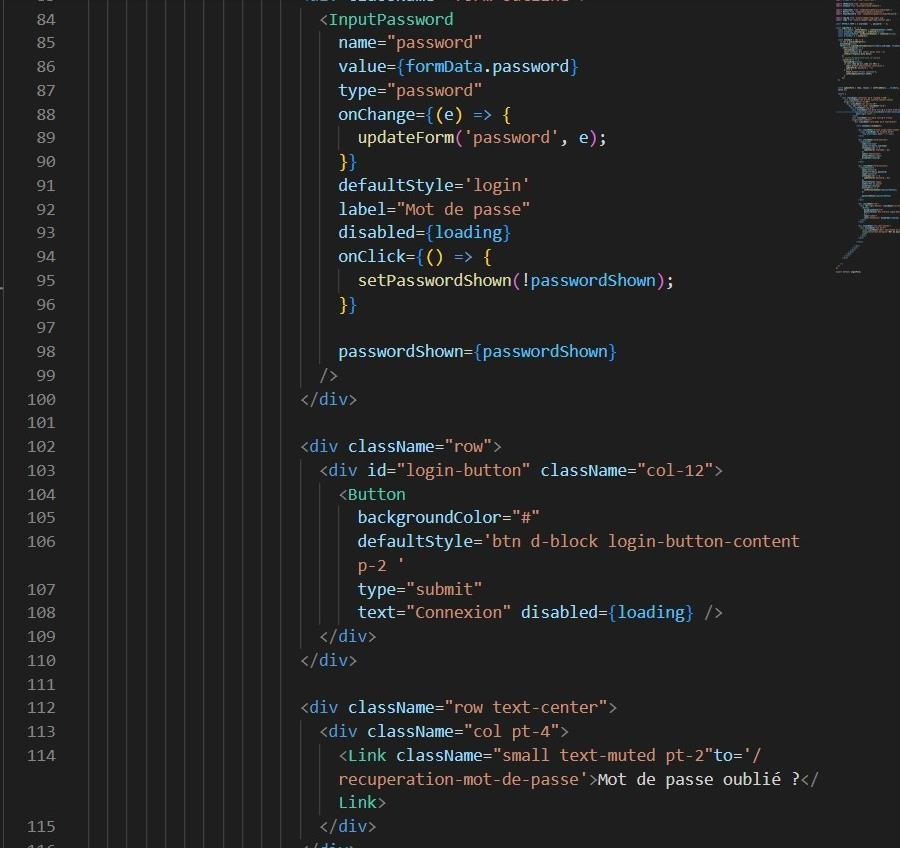 84 <InputPassword
85 name="password"
86 value={formData.password}
87 type="password"
88 onChange={(e) => {
89 updateForm('password', e);
90 }}
91 defaultStyle='login'
92 label="Mot de passe"
93 disabled={loading}
94 onClick={() => {
95 setPasswordShown(!passwordShown);
96 }}
97
98 passwordShown={passwordShown}
99 />
100 </div>
101
102 <div className="row">
103 <div id="login-button" className="col-12">
104 <Button
105 backgroundColor="#"
106 defaultStyle='btn d-block login-button-content
p-2 '
107 type="submit"
108 text="Connexion" disabled={loading} />
109 </div>
110 </div>
111
112 <div className="row text-center">
113 <div className="col pt-4">
114 <Link className="small text-muted pt-2"to='/
recuperation-mot-de-passe'>Mot de passe oublié ?</
Link>
115 </div>